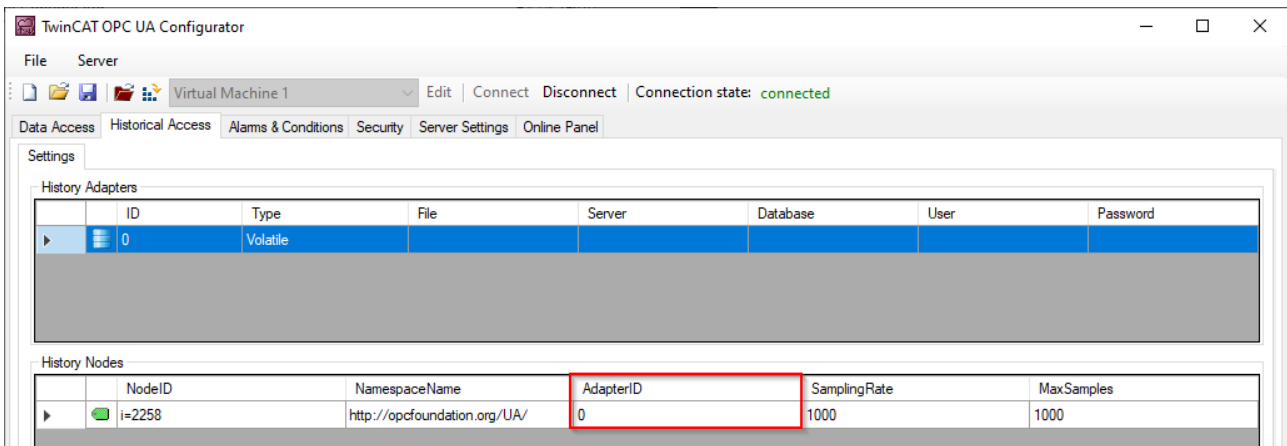 TwinCAT OPC UA Configurator
File Server
Virtual Machine 1 Edit Connect Disconnect Connection state: connected
Data Access Historical Access Alarms & Conditions Security Server Settings Online Panel
Settings
History Adapters
ID Type File Server Database User Password
0 Volatile
History Nodes
NodeID NamespaceName AdapterID SamplingRate MaxSamples
i=2258 http://opcfoundation.org/UA/ 0 1000 1000